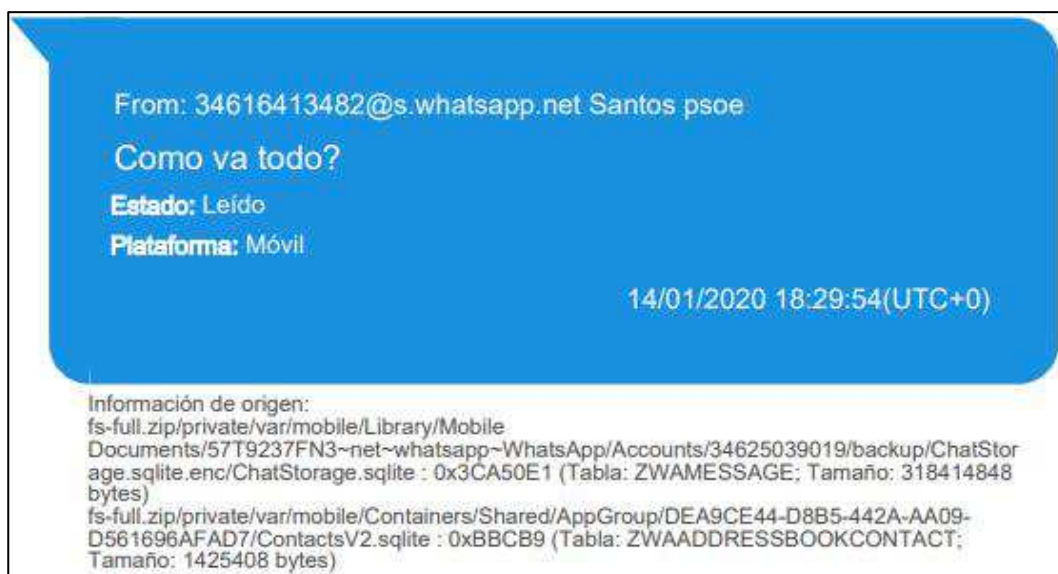 From: 34616413482@s.whatsapp.net Santos psoe
Como va todo?
Estado: Leído
Plataforma: Móvil
14/01/2020 18:29:54(UTC+0)
Información de origen:
fs-full.zip/private/var/mobile/Library/Mobile
Documents/57T9237FN3~net~whatsapp~WhatsApp/Accounts/34625039019/backup/ChatStor
age.sqlite.enc/ChatStorage.sqlite : 0x3CA50E1 (Tabla: ZWAMESSAGE; Tamaño: 318414848
bytes)
fs-full.zip/private/var/mobile/Containers/Shared/AppGroup/DEA9CE44-D8B5-442A-AA09-
D561696AFAD7/ContactsV2.sqlite : 0xBBCB9 (Tabla: ZWAADDRESSBOOKCONTACT;
Tamaño: 1425408 bytes)